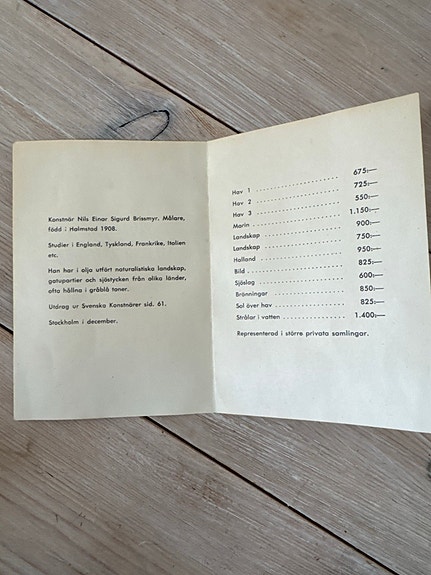 Konstnär Nils Einar Sigurd Brissmyr. Målare,
född i Halmstad 1908.
Studier i England, Tyskland, Frankrike, Italien
etc.
Han har i olja utfört naturalistiska landskap,
gatupartier och sjöstycken från olika länder,
ofta hållna i gråblå toner.
Utdrag ur Svenska Konstnärer sid. 61.
Stockholm i december.
Hav 1 ........ 675:—
Hav 2 ........ 725:—
Hav 3 ........ 550:—
Marin ........ 1.150:—
Landskap ........ 900:—
Landskap ........ 750:—
Halland ........ 950:—
Bild ........ 825:—
Sjöslag ........ 600:—
Bränningar ........ 850:—
Sol över hav ........ 825:—
Strålar i vatten ........ 1.400:—
Representerad i större privata samlingar.